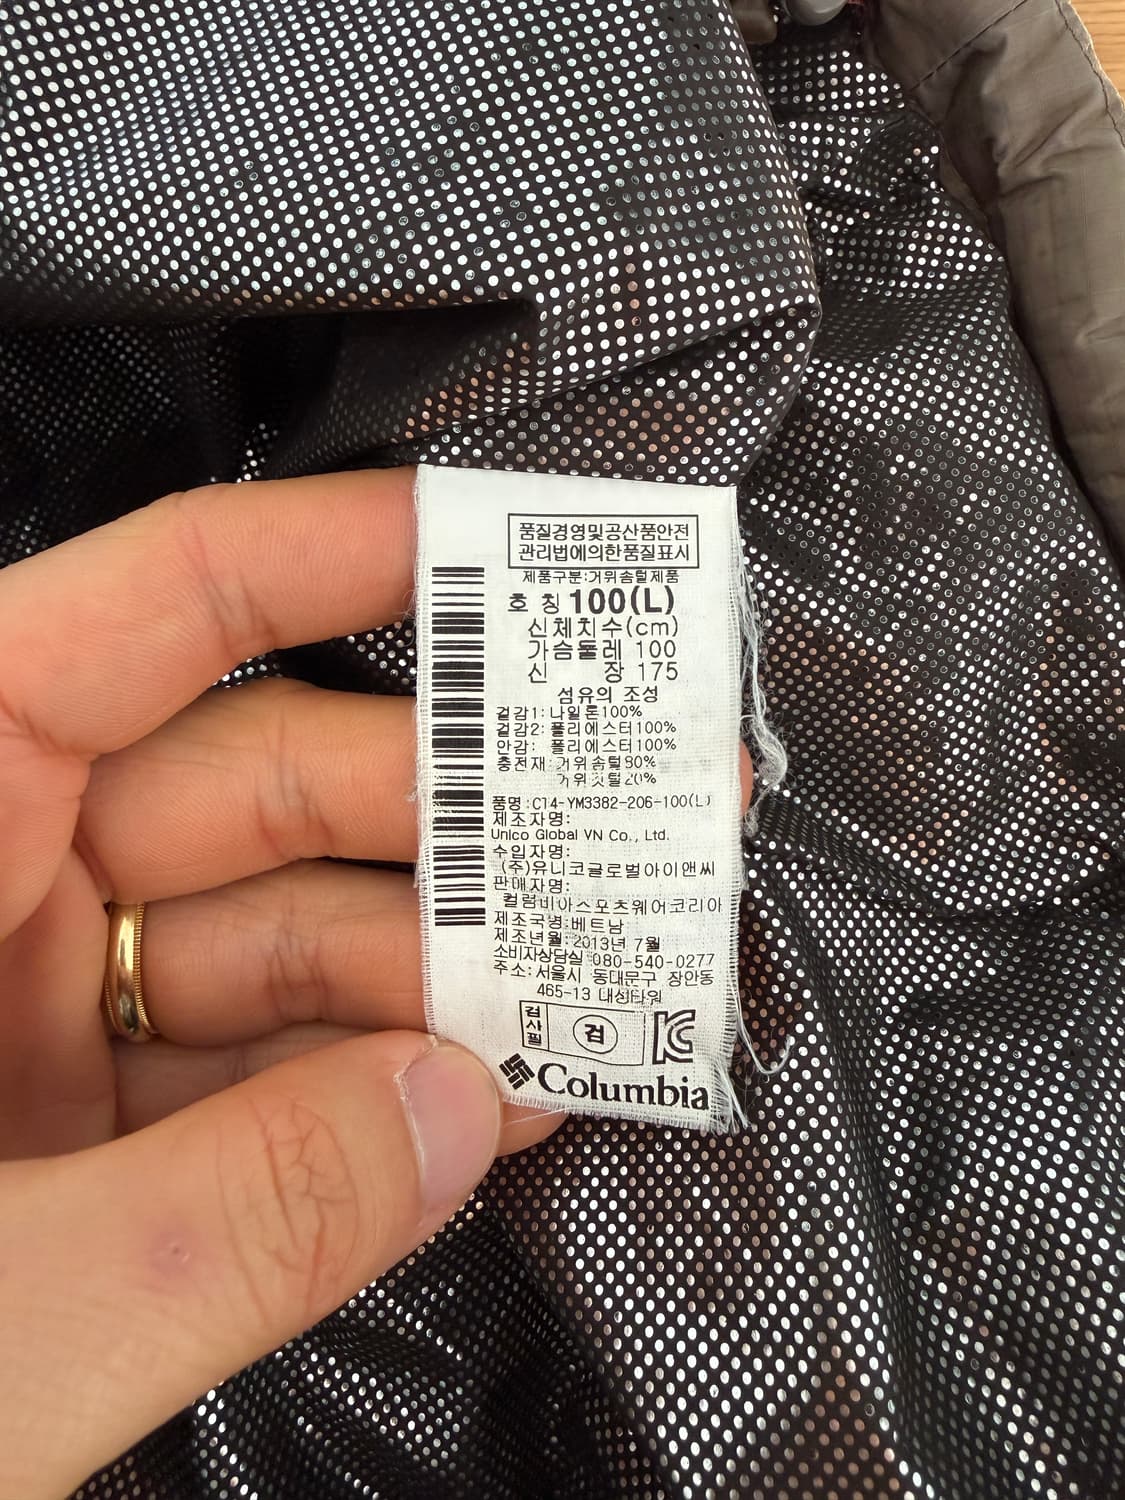 품질경영및공산품안전
관리법에의한품질표시
제품구분:거위솜털제품
호 칭 100(L)
신체치수(cm)
가슴둘레 100
신 장 175
섬유의 조성
겉감1: 나일론100%
겉감2: 폴리에스터100%
안감: 폴리에스터100%
충전재: 거위솜털80%
거위깃털20%
품명:C14-YM3382-206-100(L)
제조자명:
Unico Global VN Co., Ltd.
수입자명:
(주)유니코글로벌아이앤씨
판매자명:
컬럼비아스포츠웨어코리아
제조국명:베트남
제조년월:2013년 7월
소비자상담실 080-540-0277
주소:서울시 동대문구 장안동
465-13 대성타워
검사필
검
KC
Columbia